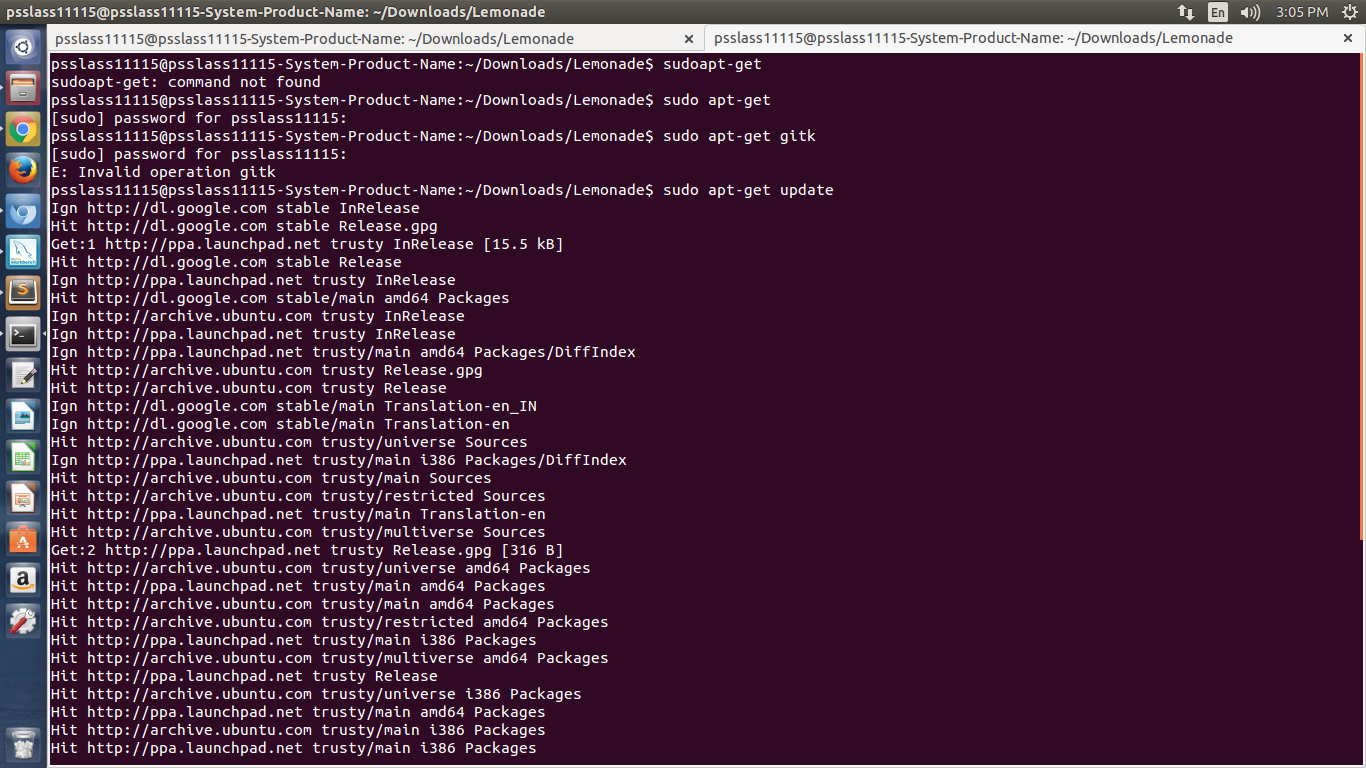 psslass11115@psslass11115-System-Product-Name: ~/Downloads/Lemonade
En
3:05 PM
psslass11115@psslass11115-System-Product-Name: ~/Downloads/Lemonade ×
psslass11115@psslass11115-System-Product-Name: ~/Downloads/Lemonade ×
psslass11115@psslass11115-System-Product-Name:~/Downloads/Lemonade$ sudoapt-get
sudoapt-get: command not found
psslass11115@psslass11115-System-Product-Name:~/Downloads/Lemonade$ sudo apt-get
[sudo] password for psslass11115:
psslass11115@psslass11115-System-Product-Name:~/Downloads/Lemonade$ sudo apt-get gitk
[sudo] password for psslass11115:
E: Invalid operation gitk
psslass11115@psslass11115-System-Product-Name:~/Downloads/Lemonade$ sudo apt-get update
Ign http://dl.google.com stable InRelease
Hit http://dl.google.com stable Release.gpg
Get:1 http://ppa.launchpad.net trusty InRelease [15.5 kB]
Hit http://dl.google.com stable Release
Ign http://ppa.launchpad.net trusty InRelease
Hit http://dl.google.com stable/main amd64 Packages
Ign http://archive.ubuntu.com trusty InRelease
Ign http://ppa.launchpad.net trusty InRelease
Ign http://ppa.launchpad.net trusty/main amd64 Packages/DiffIndex
Hit http://archive.ubuntu.com trusty Release.gpg
Hit http://archive.ubuntu.com trusty Release
Ign http://dl.google.com stable/main Translation-en_IN
Ign http://dl.google.com stable/main Translation-en
Hit http://archive.ubuntu.com trusty/universe Sources
Ign http://ppa.launchpad.net trusty/main i386 Packages/DiffIndex
Hit http://archive.ubuntu.com trusty/main Sources
Hit http://archive.ubuntu.com trusty/restricted Sources
Hit http://ppa.launchpad.net trusty/main Translation-en
Hit http://archive.ubuntu.com trusty/multiverse Sources
Get:2 http://ppa.launchpad.net trusty Release.gpg [316 B]
Hit http://archive.ubuntu.com trusty/universe amd64 Packages
Hit http://ppa.launchpad.net trusty/main amd64 Packages
Hit http://archive.ubuntu.com trusty/main amd64 Packages
Hit http://archive.ubuntu.com trusty/restricted amd64 Packages
Hit http://ppa.launchpad.net trusty/main i386 Packages
Hit http://archive.ubuntu.com trusty/multiverse amd64 Packages
Hit http://ppa.launchpad.net trusty Release
Hit http://archive.ubuntu.com trusty/universe i386 Packages
Hit http://ppa.launchpad.net trusty/main amd64 Packages
Hit http://archive.ubuntu.com trusty/main i386 Packages
Hit http://ppa.launchpad.net trusty/main i386 Packages